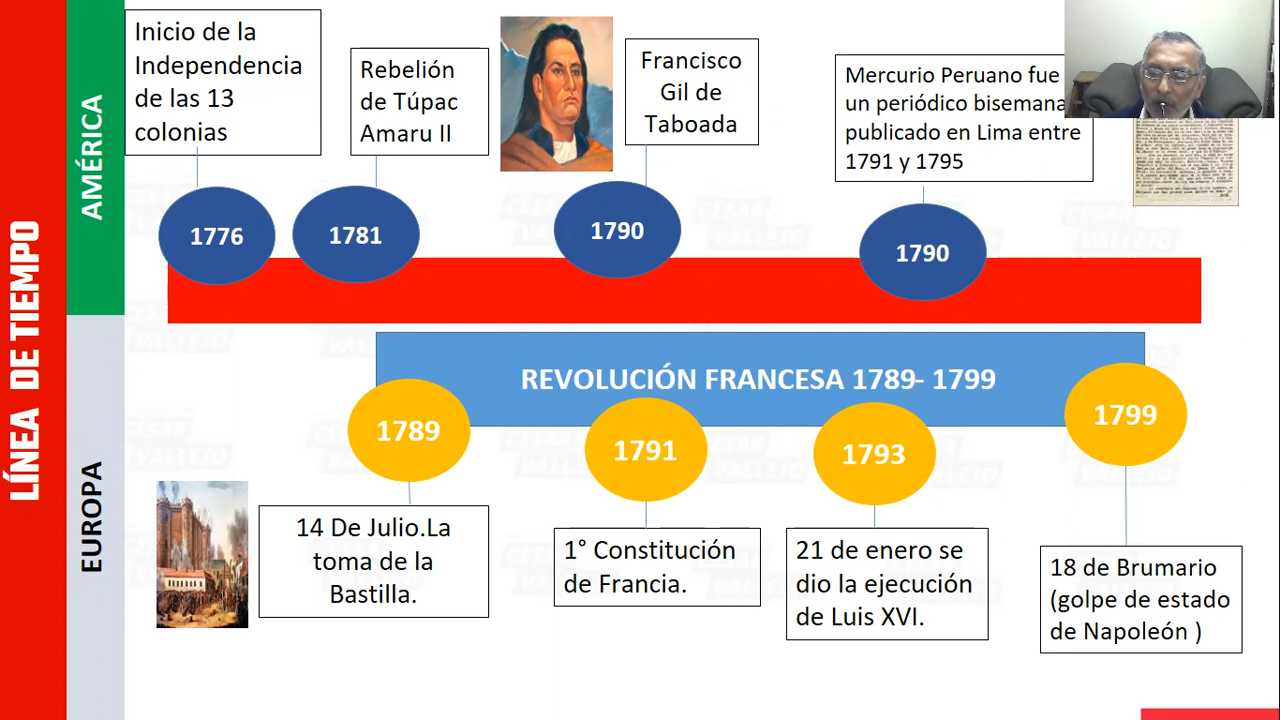 LÍNEA DE TIEMPO
AMÉRICA
Inicio de la
Independencia
de las 13
colonias
Rebelión
de Túpac
Amaru II
Francisco
Gil de
Taboada
Mercurio Peruano fue
un periódico bisemana
publicado en Lima entre
1791 y 1795
1776
1781
1790
1790
REVOLUCIÓN FRANCESA 1789- 1799
EUROPA
1789
1791
1793
1799
14 De Julio.La
toma de la
Bastilla.
1° Constitución
de Francia.
21 de enero se
dio la ejecución
de Luis XVI.
18 de Brumario
(golpe de estado
de Napoleón )
CESAR
VALLEJO